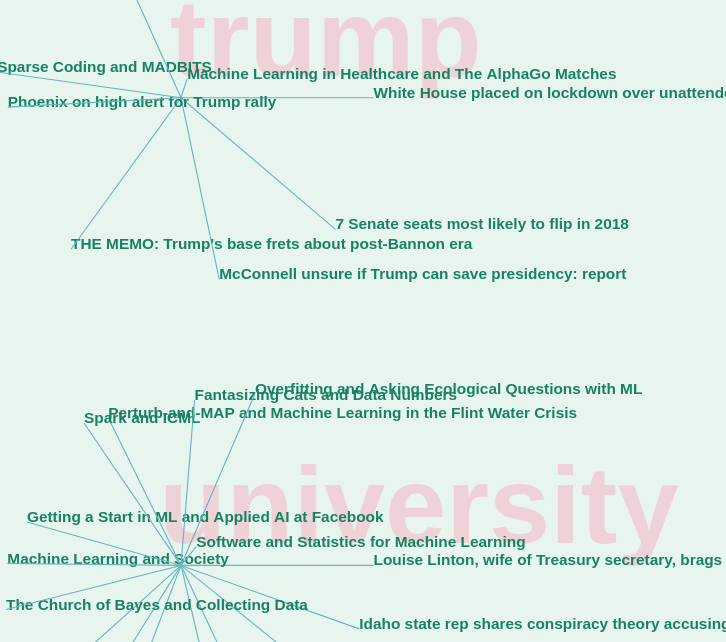 trump
Sparse Coding and MADBITS
Machine Learning in Healthcare and The AlphaGo Matches
White House placed on lockdown over
Phoenix on high alert for Trump rally
7 Senate seats most likely to flip in 2018
THE MEMO: Trump's base frets about post-Bannon era
McConnell unsure if Trump can save presidency: report
Overfitting and Asking Ecological Questions with ML
Fantasizing Cats and Data Numbers
Perturb-and-MAP and Machine Learning in the Flint Water Crisis
Spark and ICML
university
Getting a Start in ML and Applied AI at Facebook
Software and Statistics for Machine Learning
Machine Learning and Society
Louise Linton, wife of Treasury secretary, brags
The Church of Bayes and Collecting Data
Idaho state rep shares conspiracy theory accusing